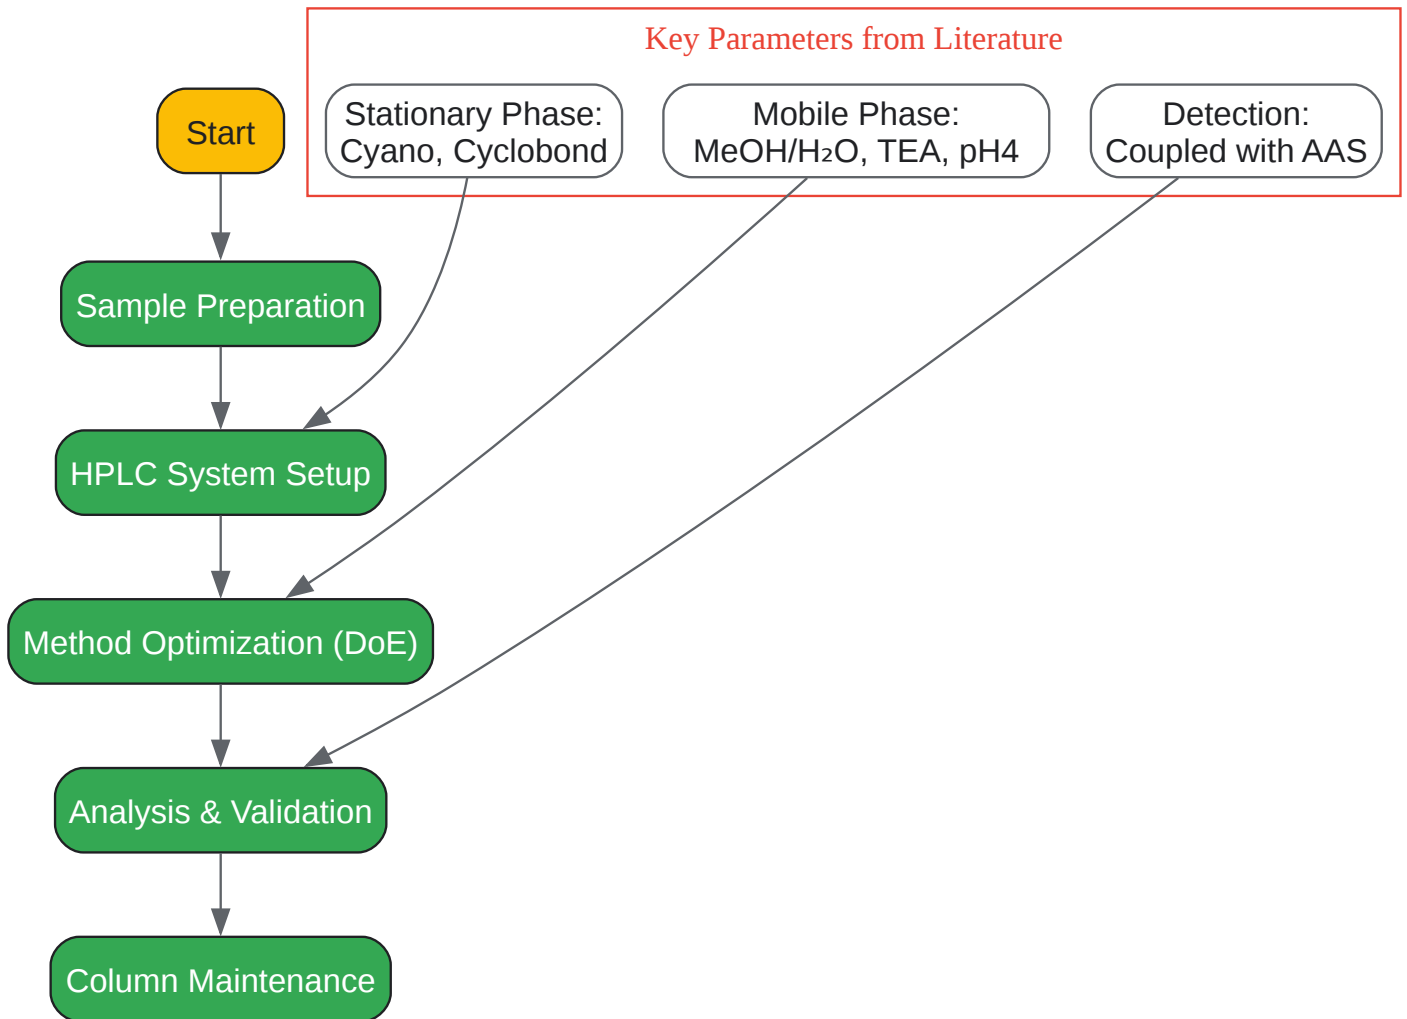 Key Parameters from Literature
Start
Stationary Phase:
Cyano, Cyclobond
Mobile Phase:
MeOH/H₂O, TEA, pH4
Detection:
Coupled with AAS
Sample Preparation
HPLC System Setup
Method Optimization (DoE)
Analysis & Validation
Column Maintenance